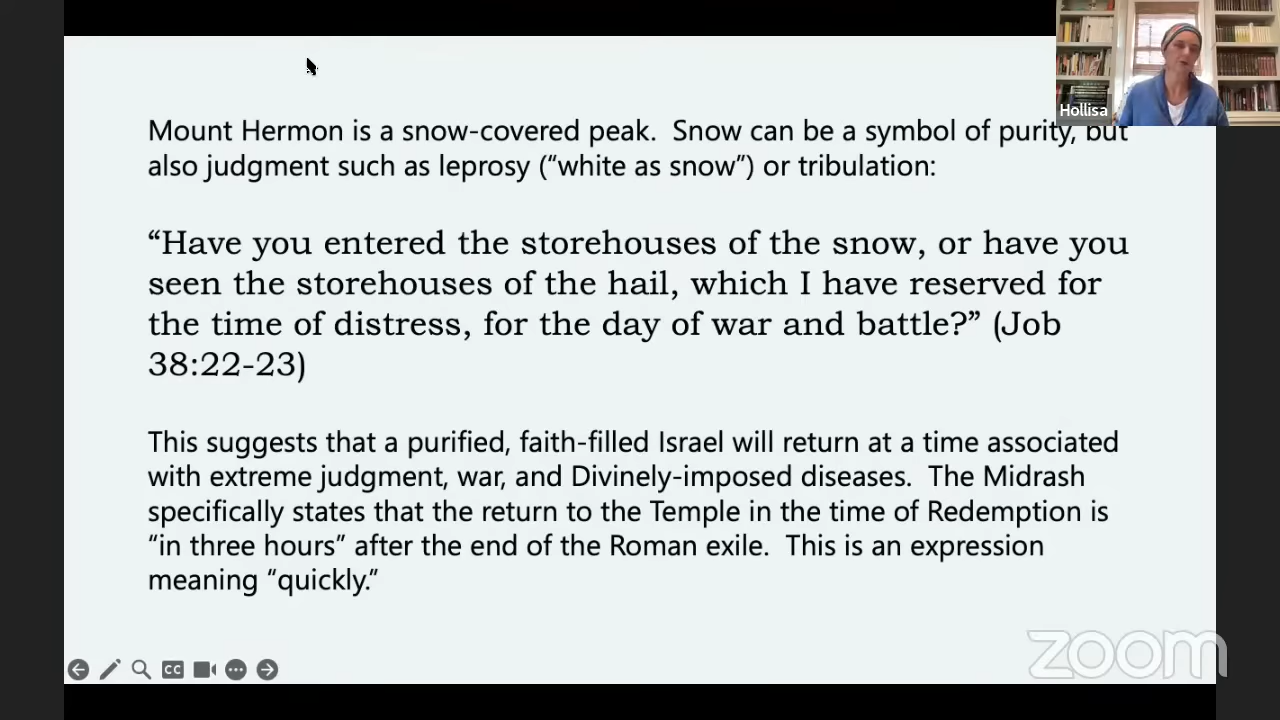 Hollisa
Mount Hermon is a snow-covered peak.  Snow can be a symbol of purity, but
also judgment such as leprosy (“white as snow”) or tribulation:
“Have you entered the storehouses of the snow, or have you
seen the storehouses of the hail, which I have reserved for
the time of distress, for the day of war and battle?” (Job
38:22-23)
This suggests that a purified, faith-filled Israel will return at a time associated
with extreme judgment, war, and Divinely-imposed diseases.  The Midrash
specifically states that the return to the Temple in the time of Redemption is
“in three hours” after the end of the Roman exile.  This is an expression
meaning “quickly.”
CC
zoom